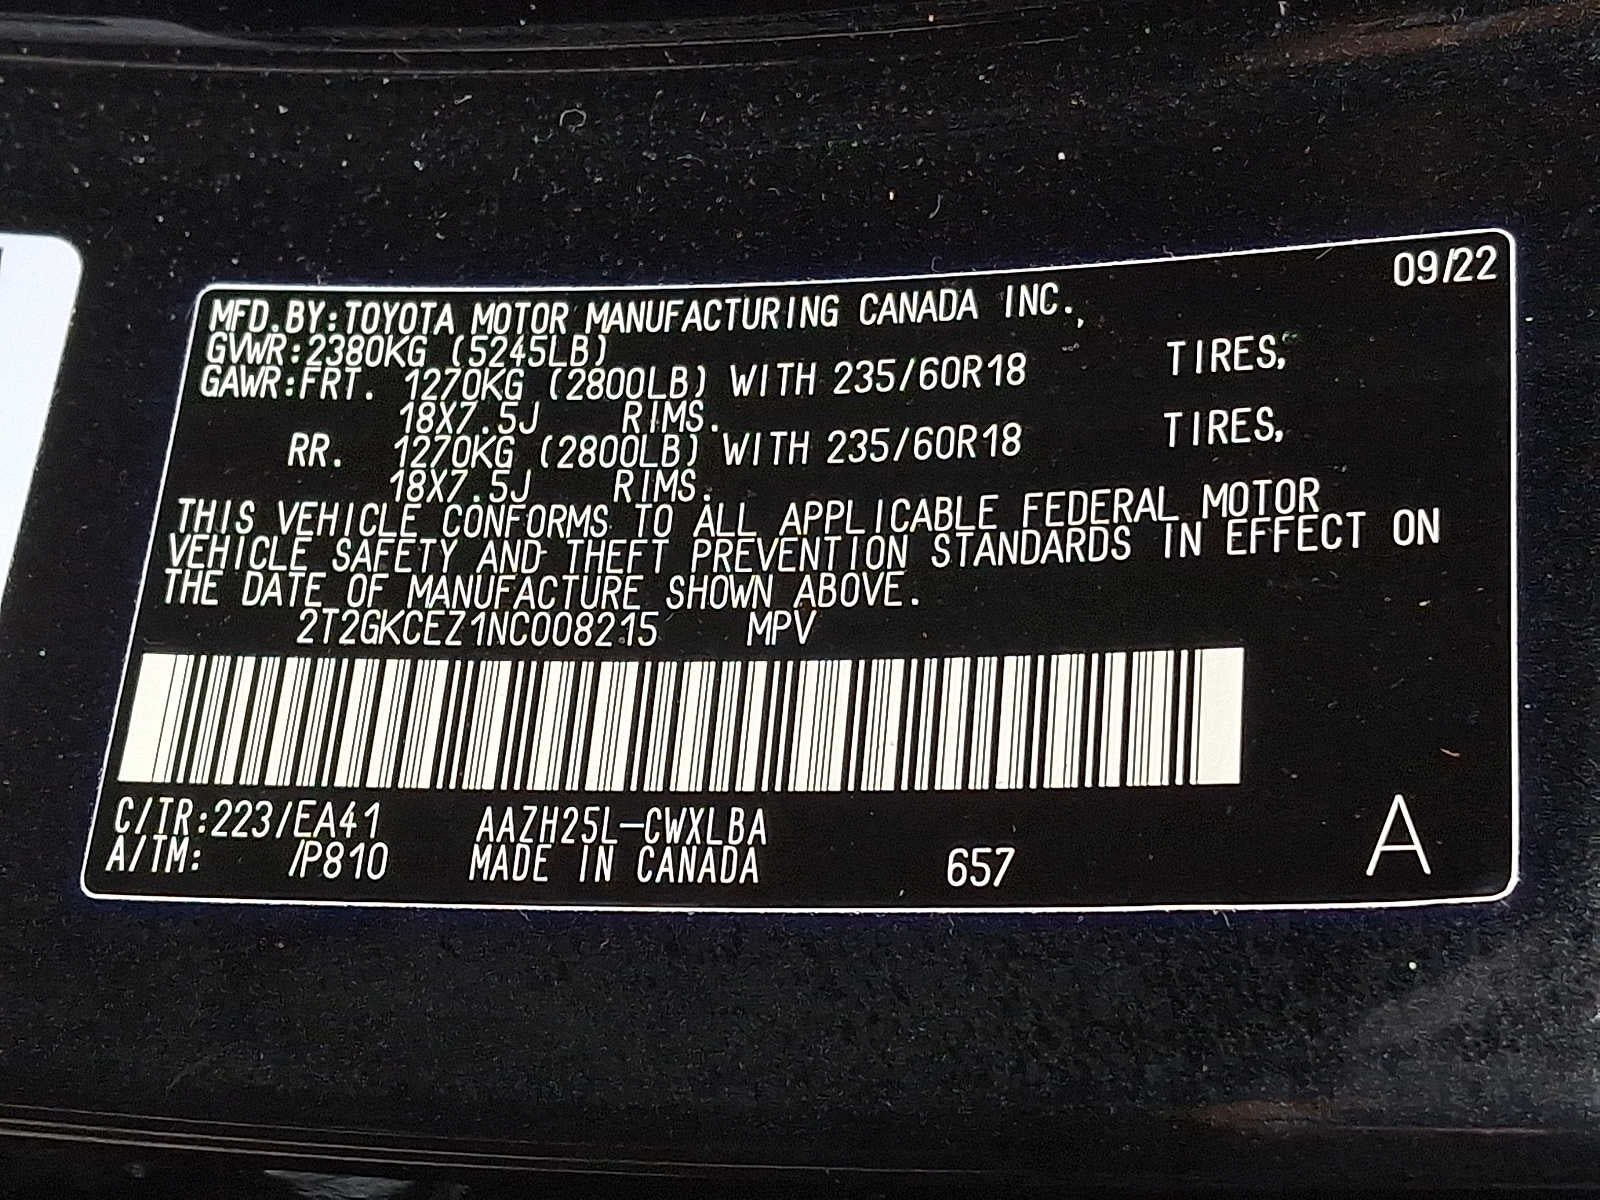 09/22
MFD.BY:TOYOTA MOTOR MANUFACTURING CANADA INC.,
GVWR:2380KG (5245LB)
GAWR:FRT. 1270KG (2800LB) WITH 235/60R18 TIRES,
18X7.5J RIMS.
RR. 1270KG (2800LB) WITH 235/60R18 TIRES,
18X7.5J RIMS.
THIS VEHICLE CONFORMS TO ALL APPLICABLE FEDERAL MOTOR
VEHICLE SAFETY AND THEFT PREVENTION STANDARDS IN EFFECT ON
THE DATE OF MANUFACTURE SHOWN ABOVE.
2T2GKCEZ1NC008215 MPV
C/TR:223/EA41 AAZH25L-CWXLBA
A/TM: /P810 MADE IN CANADA 657 A